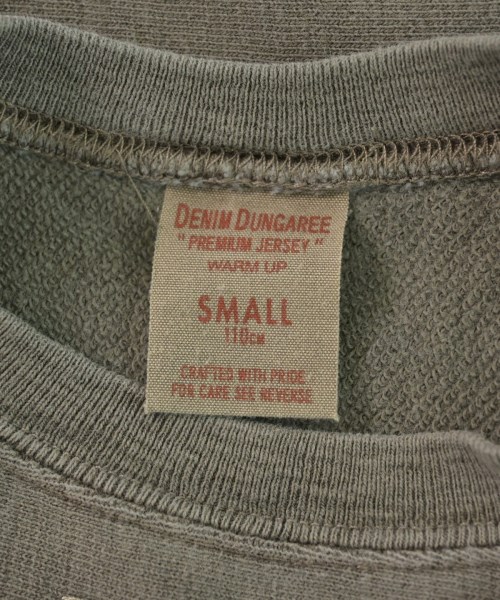 DENIM DUNGAREE
" PREMIUM JERSEY "
WARM UP
SMALL
110CM
CRAFTED WITH PRIDE
FOR CARE SEE REVERSE